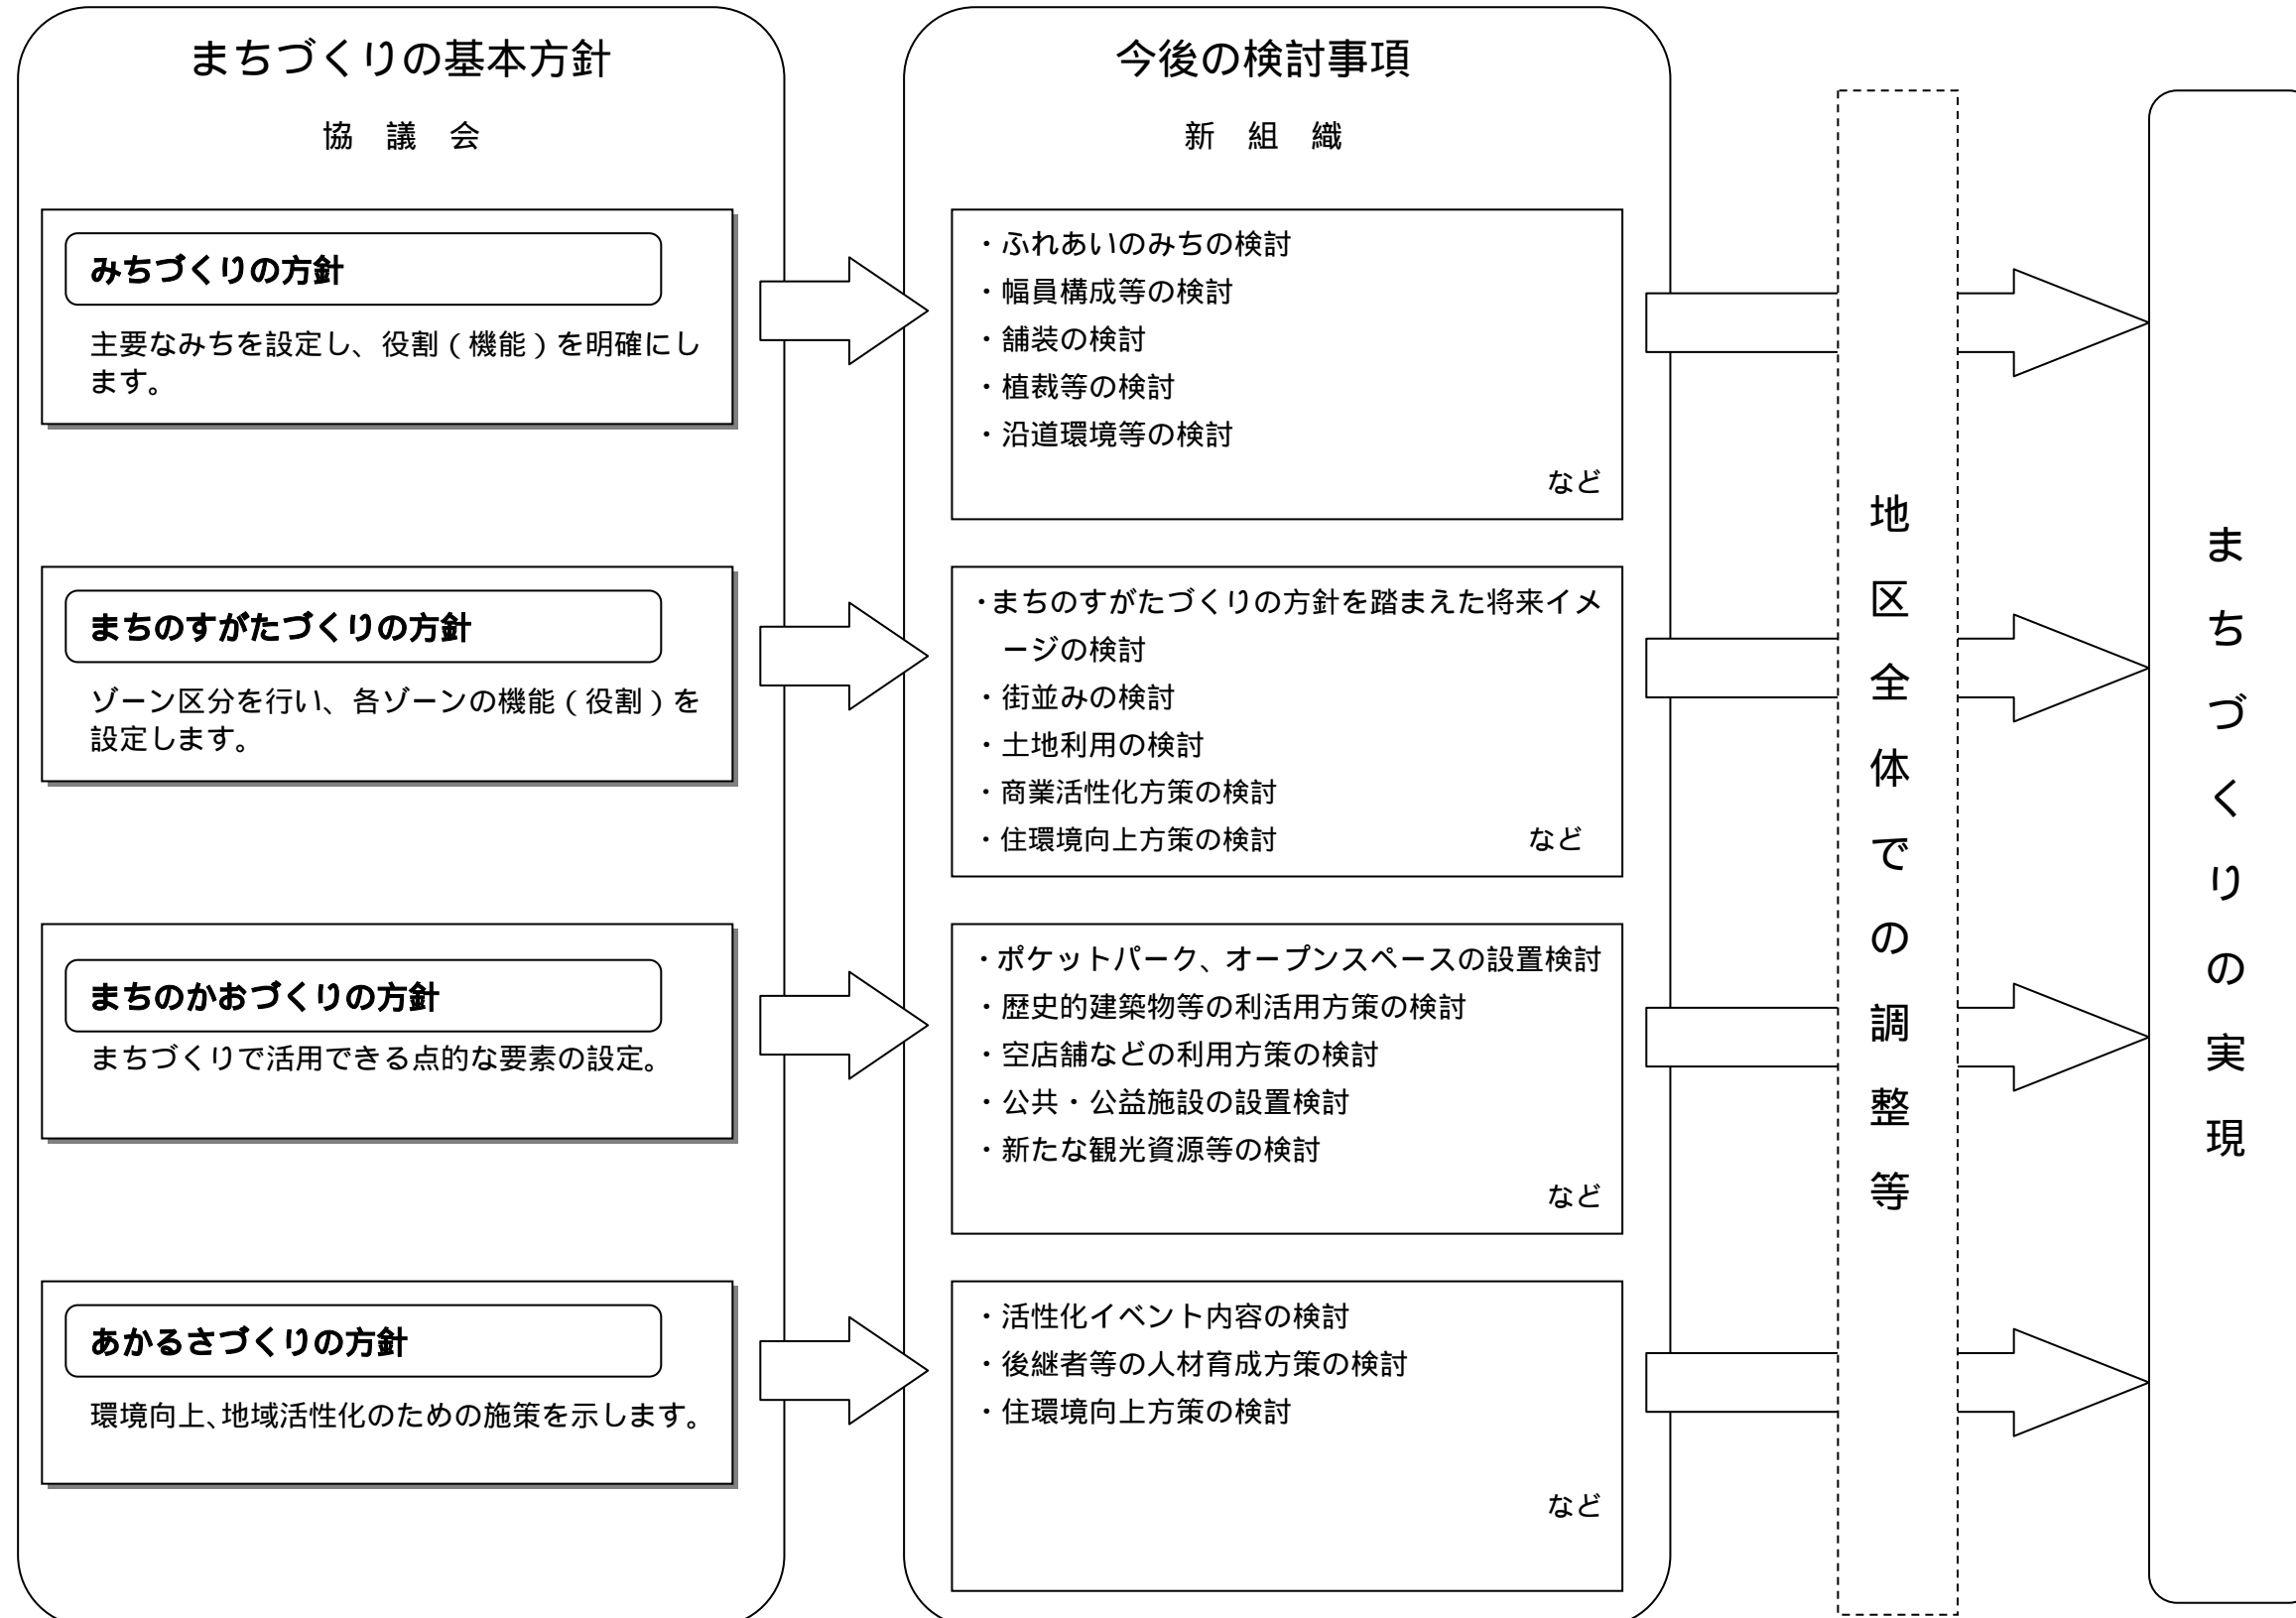 まちづくりの基本方針
協　議　会
みちづくりの方針
主要なみちを設定し、役割（機能）を明確にし
ます。
まちのすがたづくりの方針
ゾーン区分を行い、各ゾーンの機能（役割）を
設定します。
まちのかおづくりの方針
まちづくりで活用できる点的な要素の設定。
あかるさづくりの方針
環境向上、地域活性化のための施策を示します。
今後の検討事項
新　組　織
・ふれあいのみちの検討
・幅員構成等の検討
・舗装の検討
・植裁等の検討
・沿道環境等の検討
など
・まちのすがたづくりの方針を踏まえた将来イメ
ージの検討
・街並みの検討
・土地利用の検討
・商業活性化方策の検討
・住環境向上方策の検討　　　など
・ポケットパーク、オープンスペースの設置検討
・歴史的建築物等の利活用方策の検討
・空店舗などの利用方策の検討
・公共・公益施設の設置検討
・新たな観光資源等の検討
など
・活性化イベント内容の検討
・後継者等の人材育成方策の検討
・住環境向上方策の検討
など
地区全体での調整等
まちづくりの実現